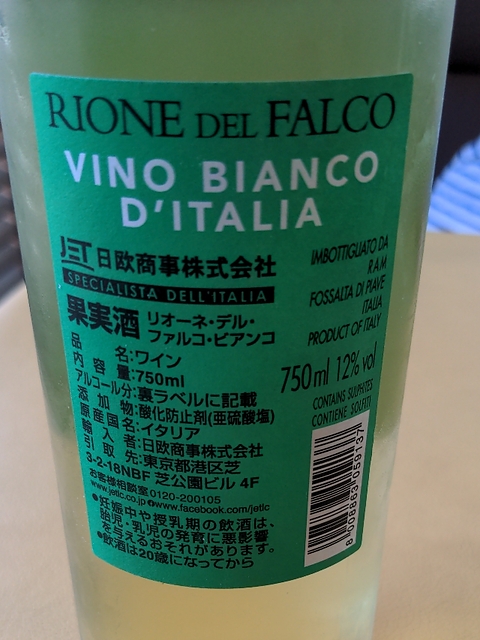 RIONE DEL FALCO
VINO BIANCO
D'ITALIA
JET 日欧商事株式会社
SPECIALISTA DELL'ITALIA
果実酒 リオーネ・デル・
ファルコ・ビアンコ
品名:ワイン
内容量:750ml
アルコール分:裏ラベルに記載
添加物:酸化防止剤(亜硫酸塩)
原産国名:イタリア
輸入者:日欧商事株式会社
引取先:東京都港区芝
3-2-18NBF 芝公園ビル 4F
お客様相談室0120-200105
www.jetlc.co.jp www.facebook.com/jetlc
●妊娠中や授乳期の飲酒は、
胎児・乳児の発育に悪影響
を与えるおそれがあります。
●飲酒は20歳になってから
IMBOTTIGLIATO DA
R.A.M.
FOSSALTA DI PIAVE
ITALIA
PRODUCT OF ITALY
750ml 12% vol
CONTAINS SULPHITES
CONTIENE SOLFITI
8 008863 059137